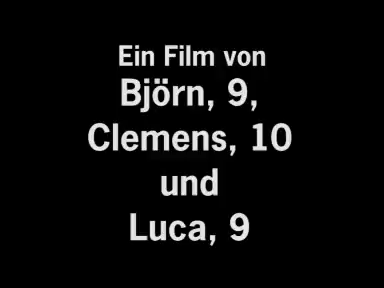 Ein Film von
Björn, 9,
Clemens, 10
und
Luca, 9